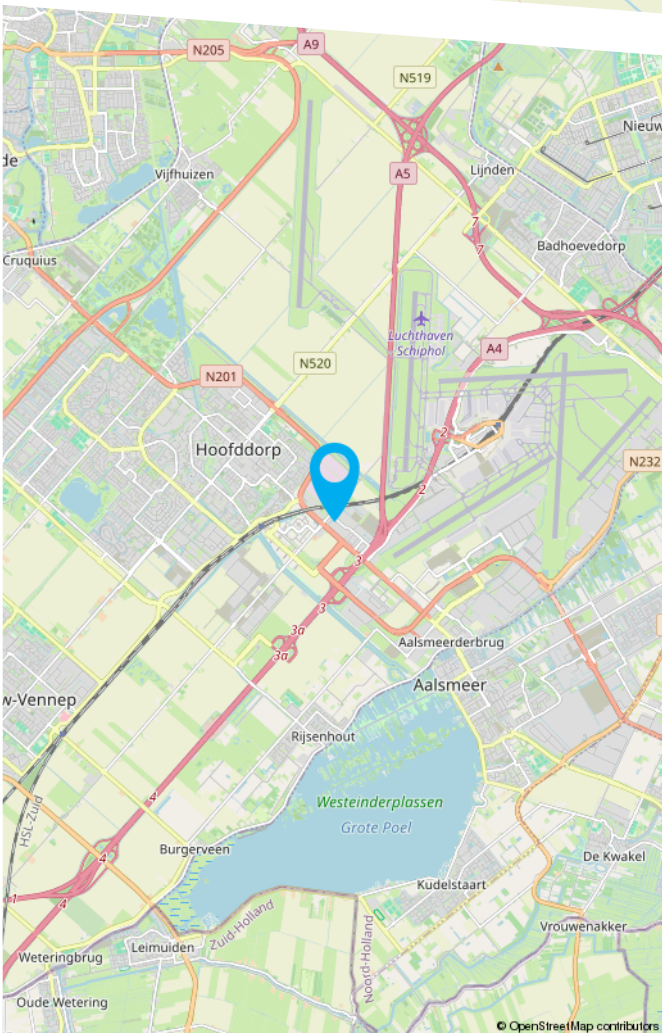 N205
A9
N519
Nieuw
de
Vijfhuizen
A5
Lijnden
7
7
Badhoevedorp
Cruquius
Luchthaven
Schiphol
A4
N520
N201
2
Hoofddorp
N232
2
3
3
3a
3a
Aalsmeerderbrug
Aalsmeer
w-Vennep
Rijsenhout
4
Westeinderplassen
HSL-Zuid
Grote Poel
Burgerveen
4
De Kwakel
Kudelstaart
1
4
Zuid-Holland
Noord-Holland
Vrouwenakker
Leimuiden
Weteringbrug
Oude Wetering
© OpenStreetMap contributors